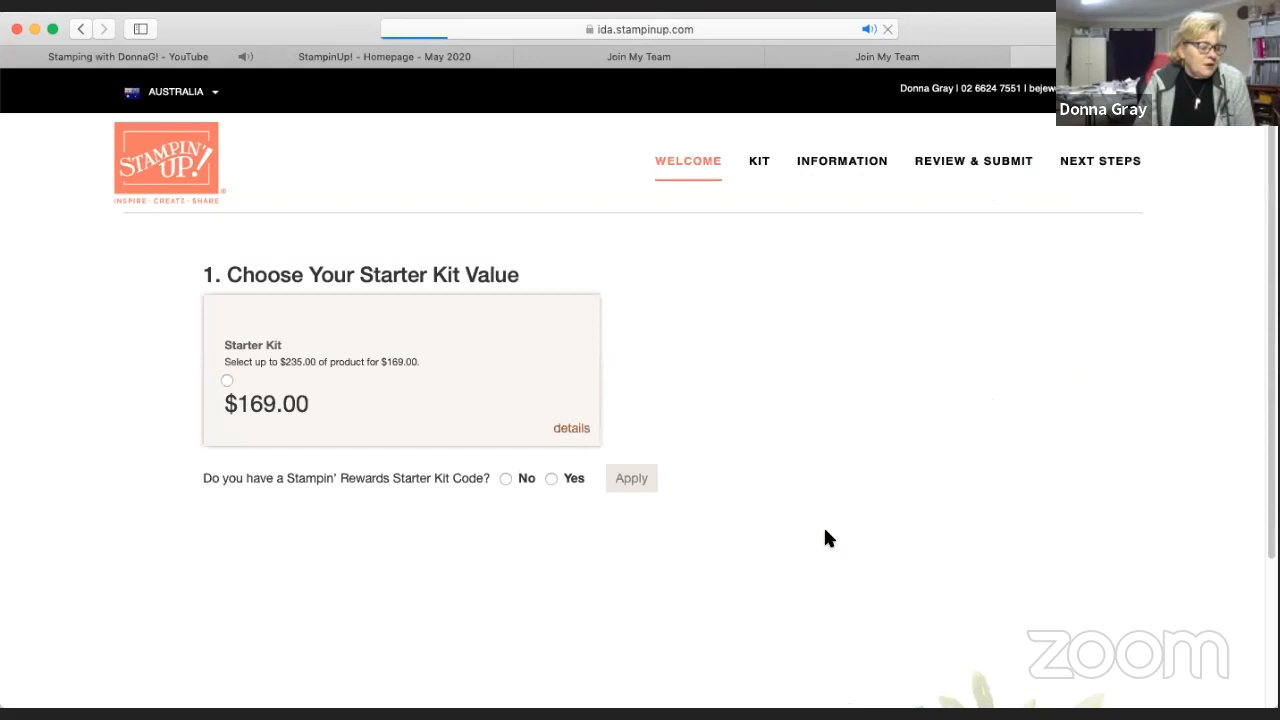 ida.stampinup.com
Stamping with DonnaG! - YouTube
StampinUp! - Homepage - May 2020
Join My Team
Join My Team
AUSTRALIA
Donna Gray | 02 6624 7551 |
Donna Gray
STAMPIN' UP!
INSPIRE · CREATE · SHARE
WELCOME
KIT
INFORMATION
REVIEW & SUBMIT
NEXT STEPS
1. Choose Your Starter Kit Value
Starter Kit
Select up to $235.00 of product for $169.00.
$169.00
details
Do you have a Stampin' Rewards Starter Kit Code? No Yes Apply
zoom